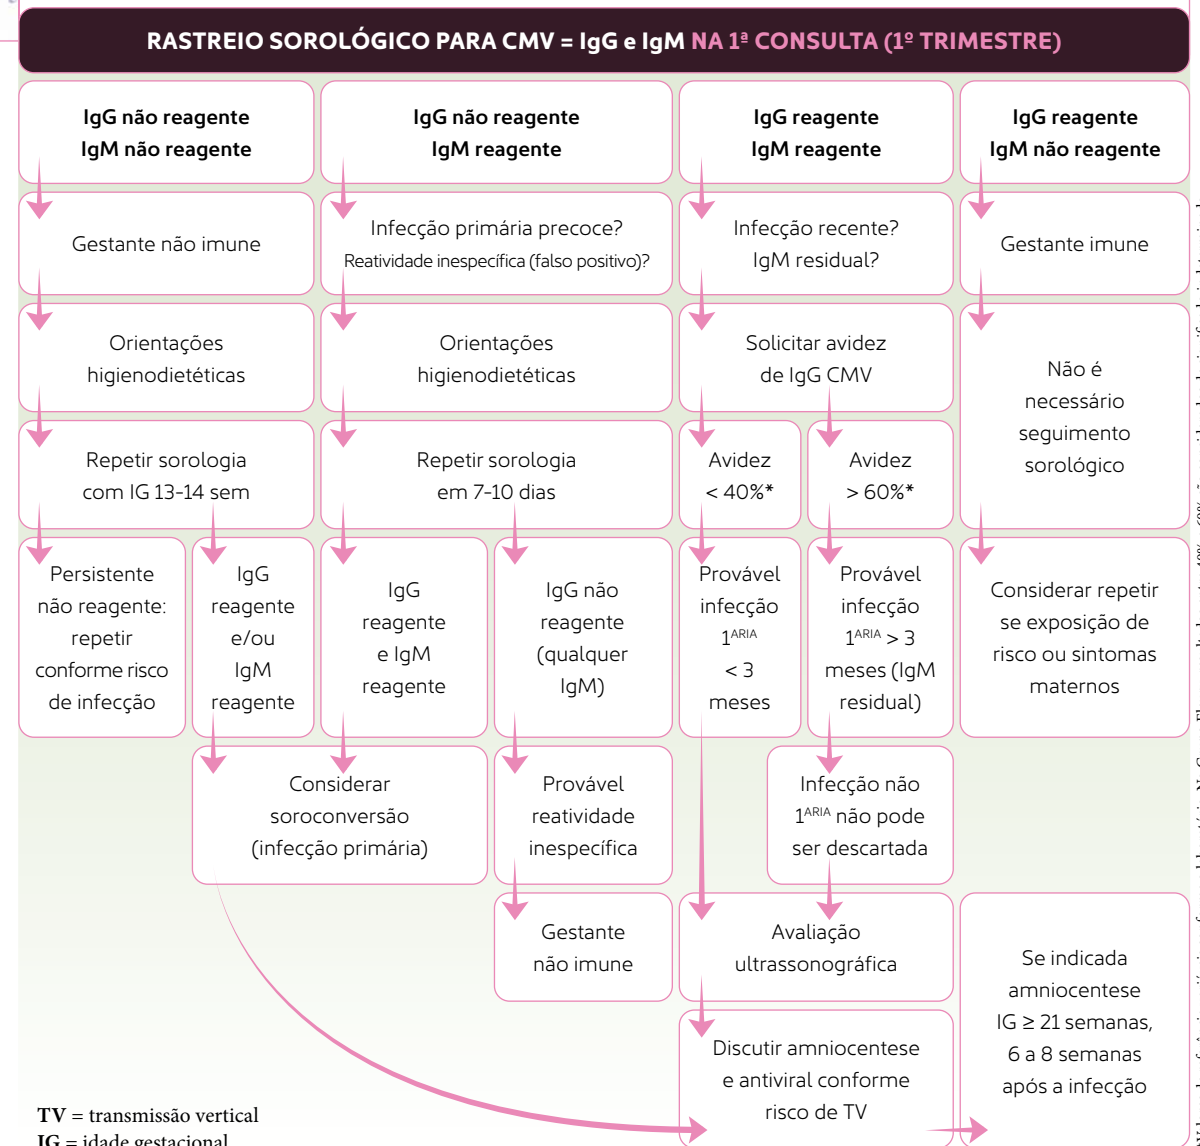 RASTREIO SOROLÓGICO PARA CMV = IgG e IgM NA 1ª CONSULTA (1º TRIMESTRE)
IgG não reagente
IgM não reagente
IgG não reagente
IgM reagente
IgG reagente
IgM reagente
IgG reagente
IgM não reagente
Gestante não imune
Infecção primária precoce?
Reatividade inespecífica (falso positivo)?
Infecção recente?
IgM residual?
Gestante imune
Orientações
higienodietéticas
Orientações
higienodietéticas
Solicitar avidez
de IgG CMV
Não é
necessário
seguimento
sorológico
Repetir sorologia
com IG 13-14 sem
Repetir sorologia
em 7-10 dias
Avidez
< 40%*
Avidez
> 60%*
Persistente
não reagente:
repetir
conforme risco
de infecção
IgG
reagente
e/ou
IgM
reagente
IgG
reagente
e IgM
reagente
IgG não
reagente
(qualquer
IgM)
Provável
infecção
1ARIA
< 3
meses
Provável
infecção
1ARIA > 3
meses (IgM
residual)
Considerar repetir
se exposição de
risco ou sintomas
maternos
Considerar
soroconversão
(infecção primária)
Provável
reatividade
inespecífica
Infecção não
1ARIA não pode
ser descartada
Gestante
não imune
Avaliação
ultrassonográfica
Se indicada
amniocentese
IG ≥ 21 semanas,
6 a 8 semanas
após a infecção
Discutir amniocentese
e antiviral conforme
risco de TV
TV = transmissão vertical
IG = idade gestacional